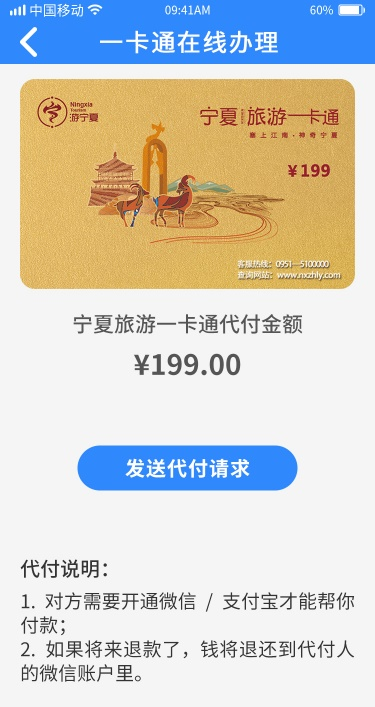 中国移动 09:41AM 60%
一卡通在线办理
Ningxia
Tourism
游宁夏
宁夏旅游一卡通
塞上江南·神奇宁夏
¥199
客服热线：0951--5100000
查询网站：www.nxzhly.com
宁夏旅游一卡通代付金额
¥199.00
发送代付请求
代付说明：
1. 对方需要开通微信 / 支付宝才能帮你
付款；
2. 如果将来退款了，钱将退还到代付人
的微信账户里。